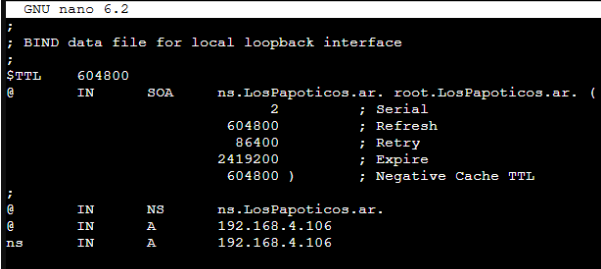 GNU nano 6.2
;
; BIND data file for local loopback interface
;
$TTL 604800
@ IN SOA ns.LosPapoticos.ar. root.LosPapoticos.ar. (
2 ; Serial
604800 ; Refresh
86400 ; Retry
2419200 ; Expire
604800 ) ; Negative Cache TTL
;
@ IN NS ns.LosPapoticos.ar.
@ IN A 192.168.4.106
ns IN A 192.168.4.106